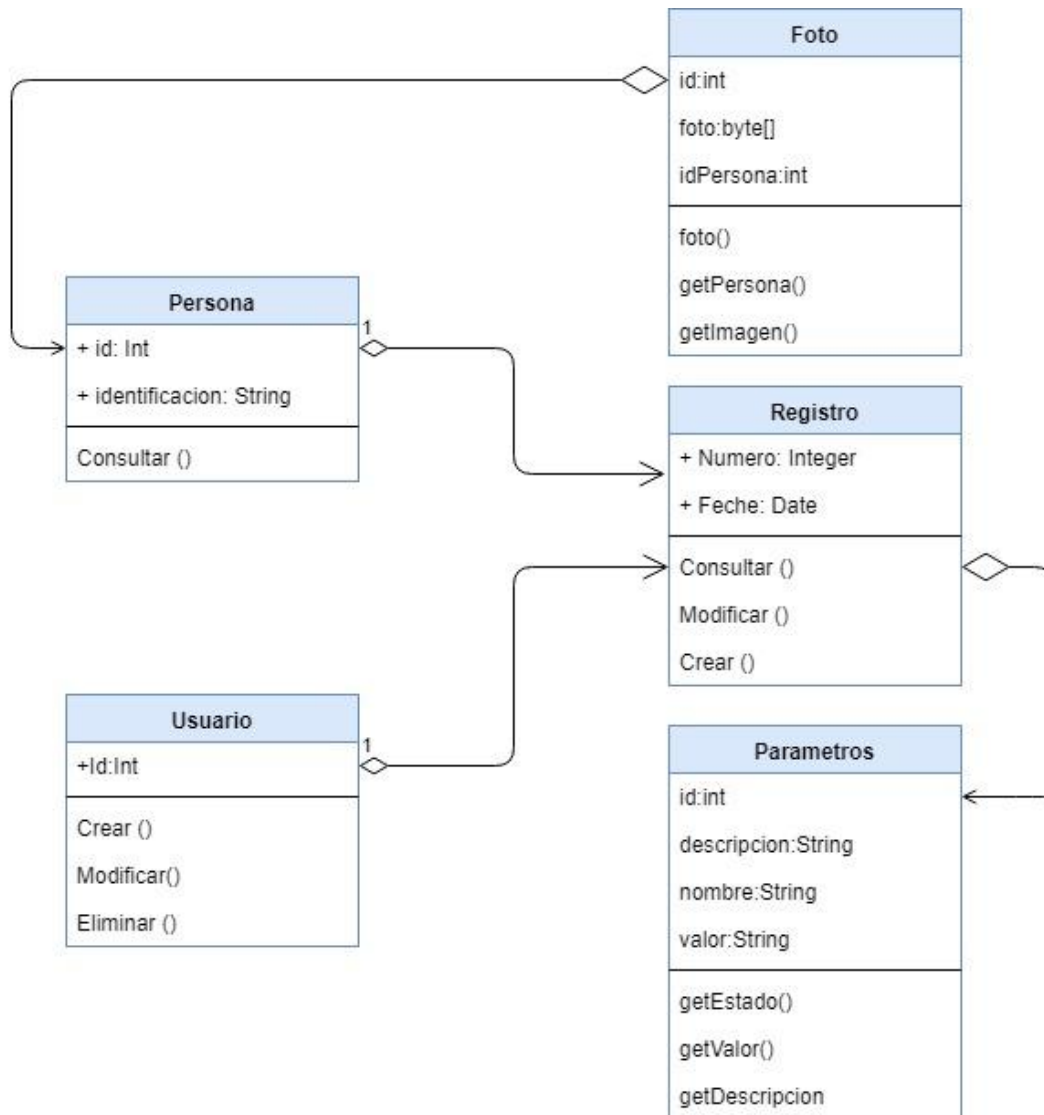 Foto
id:int
foto:byte[]
idPersona:int
foto()
getPersona()
getImagen()
Persona
+ id: Int
+ identificacion: String
Consultar ()
1
Registro
+ Numero: Integer
+ Feche: Date
Consultar ()
Modificar ()
Crear ()
Usuario
+Id:Int
Crear ()
Modificar()
Eliminar ()
1
Parametros
id:int
descripcion:String
nombre:String
valor:String
getEstado()
getValor()
getDescripcion